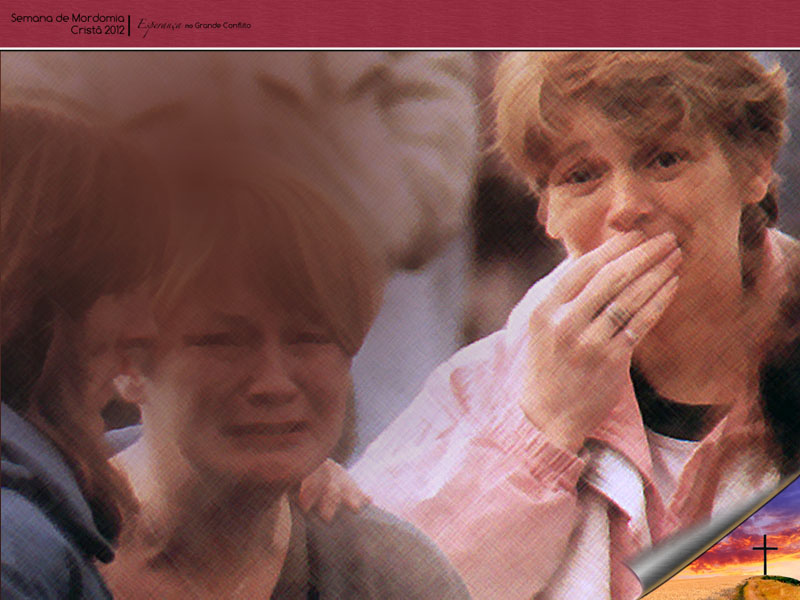 Semana de Mordomia
Cristã 2012
Esperança no Grande Conflito